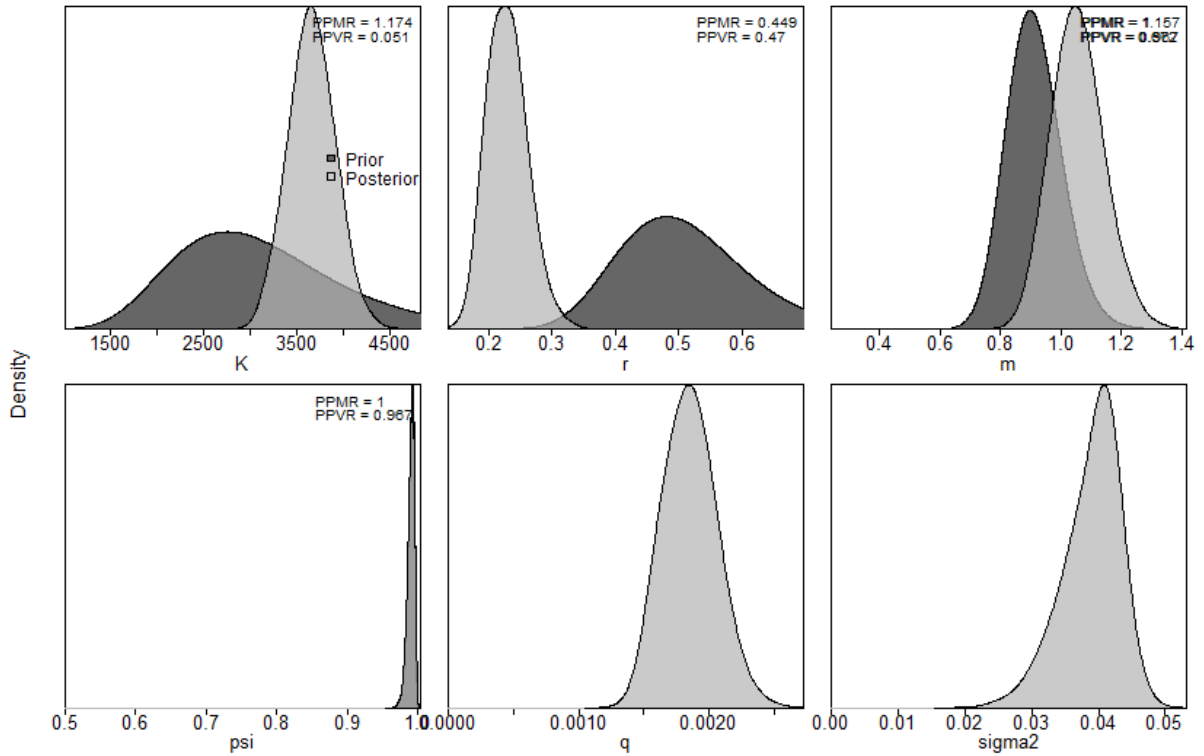 PPMR = 1.174
PPVR = 0.051
Prior
Posterior
1500 2500 3500 4500
K
PPMR = 0.449
PPVR = 0.47
0.2 0.3 0.4 0.5 0.6
r
PPMR = 1.157
PPVR =
0.4 0.6 0.8 1.0 1.2 1.4
m
Density
PPMR = 1
PPVR = 0.967
0.5 0.6 0.7 0.8 0.9
psi
0.0000 0.0010 0.0020
q
0.00 0.01 0.02 0.03 0.04 0.05
sigma2